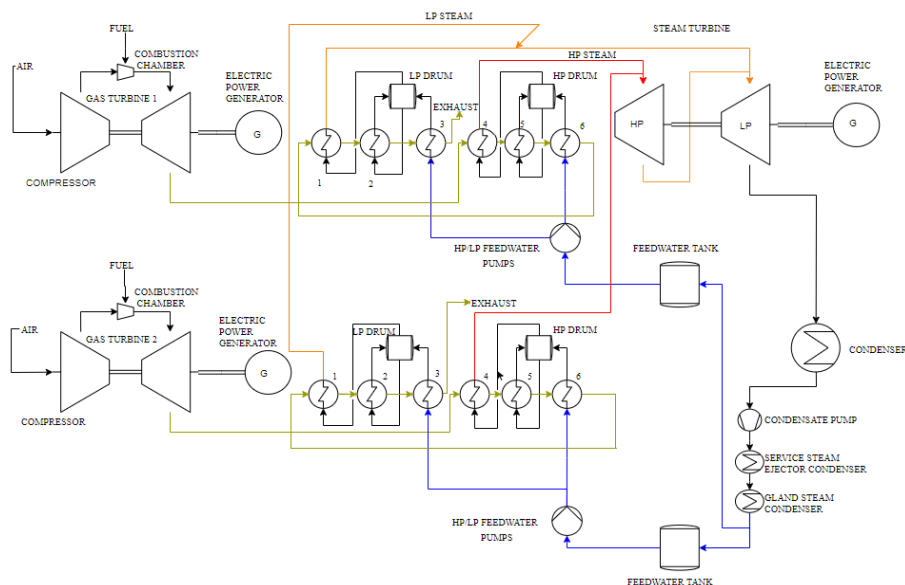 LP STEAM
FUEL
STEAM TURBINE
COMBUSTION
CHAMBER
HP STEAM
AIR
ELECTRIC
POWER
GENERATOR
LP DRUM
HP DRUM
ELECTRIC
POWER
GENERATOR
GAS TURBINE 1
EXHAUST
G
HP
LP
G
3
4
5
6
COMPRESSOR
1
2
HP/LP FEEDWATER
PUMPS
FEEDWATER TANK
FUEL
COMBUSTION
CHAMBER
EXHAUST
AIR
ELECTRIC
POWER
GENERATOR
LP DRUM
HP DRUM
GAS TURBINE 2
CONDENSER
G
1
2
3
4
5
6
COMPRESSOR
CONDENSATE PUMP
SERVICE STEAM
EJECTOR CONDENSER
GLAND STEAM
CONDENSER
HP/LP FEEDWATER
PUMPS
FEEDWATER TANK